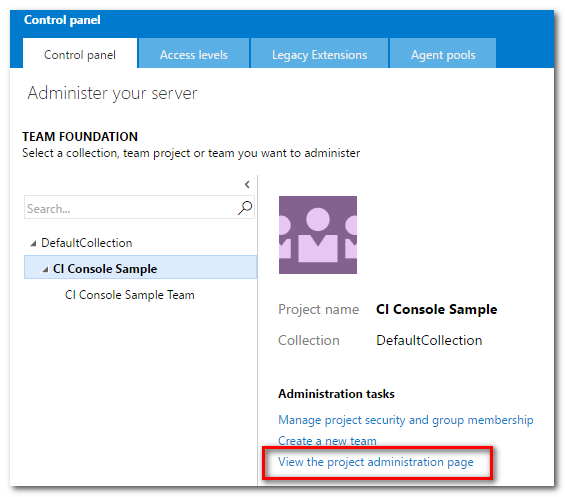 Control panel
Control panel
Access levels
Legacy Extensions
Agent pools
Administer your server
TEAM FOUNDATION
Select a collection, team project or team you want to administer
Search...
DefaultCollection
CI Console Sample
CI Console Sample Team
Project name CI Console Sample
Collection DefaultCollection
Administration tasks
Manage project security and group membership
Create a new team
View the project administration page